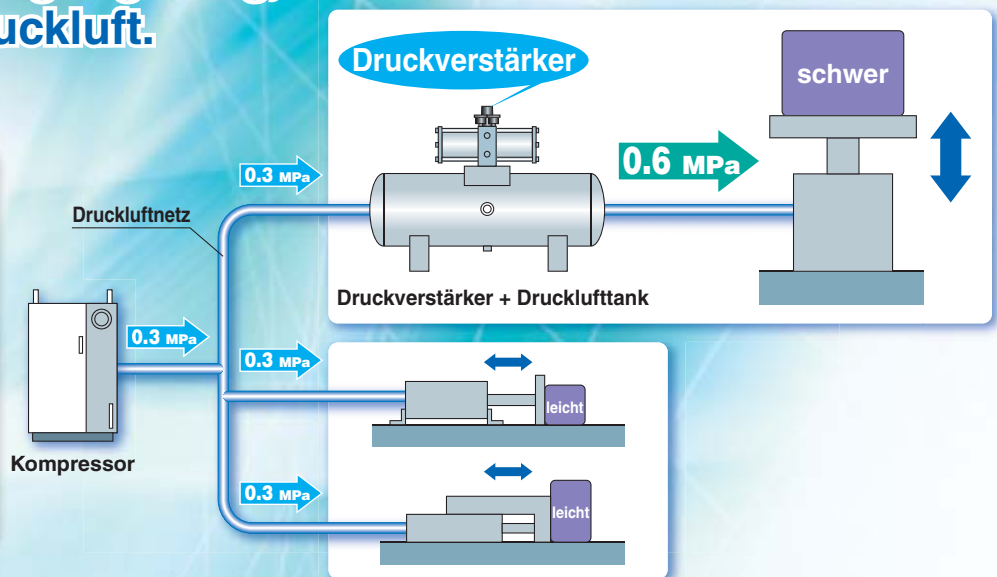 uckluft.
Druckverstärker
schwer
0.3 MPa
0.6 MPa
Druckluftnetz
Druckverstärker + Drucklufttank
0.3 MPa
0.3 MPa
leicht
Kompressor
0.3 MPa
leicht